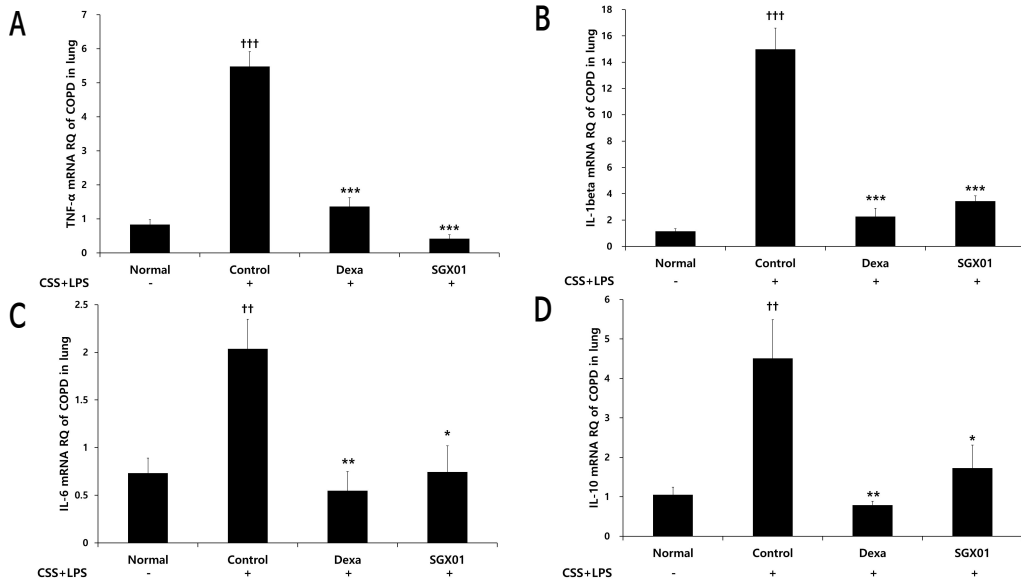 A
TNF-α mRNA RQ of COPD in lung
7
6
5
4
3
2
1
0
†††
***
***
Normal Control Dexa SGX01
CSS+LPS - + + +
B
IL-1beta mRNA RQ of COPD in lung
18
16
14
12
10
8
6
4
2
0
†††
***
***
Normal Control Dexa SGX01
CSS+LPS - + + +
C
IL-6 mRNA RQ of COPD in lung
2.5
2
1.5
1
0.5
0
††
**
*
Normal Control Dexa SGX01
CSS+LPS - + + +
D
IL-10 mRNA RQ of COPD in lung
6
5
4
3
2
1
0
††
**
*
Normal Control Dexa SGX01
CSS+LPS - + + +